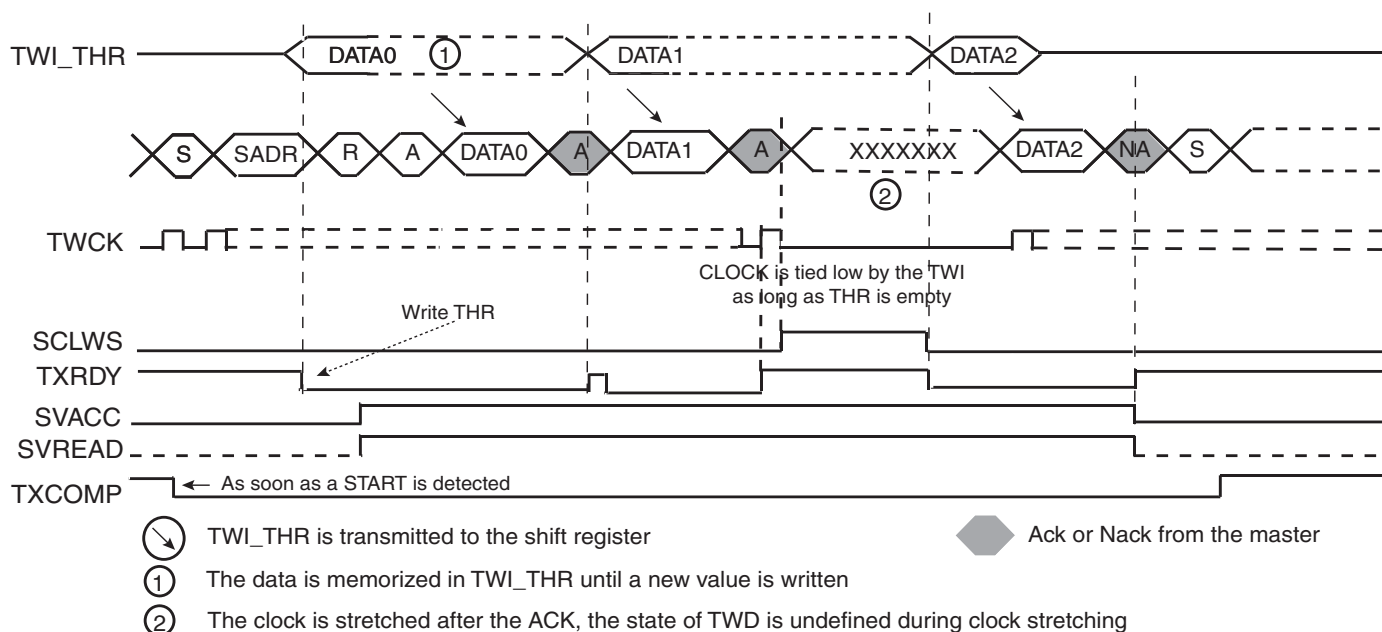 TWI_THR DATA0 1 DATA1 DATA2
S SADR R A DATA0 A DATA1 A XXXXXXX DATA2 NA S
2
TWCK
CLOCK is tied low by the TWI
as long as THR is empty
Write THR
SCLWS
TXRDY
SVACC
SVREAD
TXCOMP As soon as a START is detected
TWI_THR is transmitted to the shift register Ack or Nack from the master
1 The data is memorized in TWI_THR until a new value is written
2 The clock is stretched after the ACK, the state of TWD is undefined during clock stretching